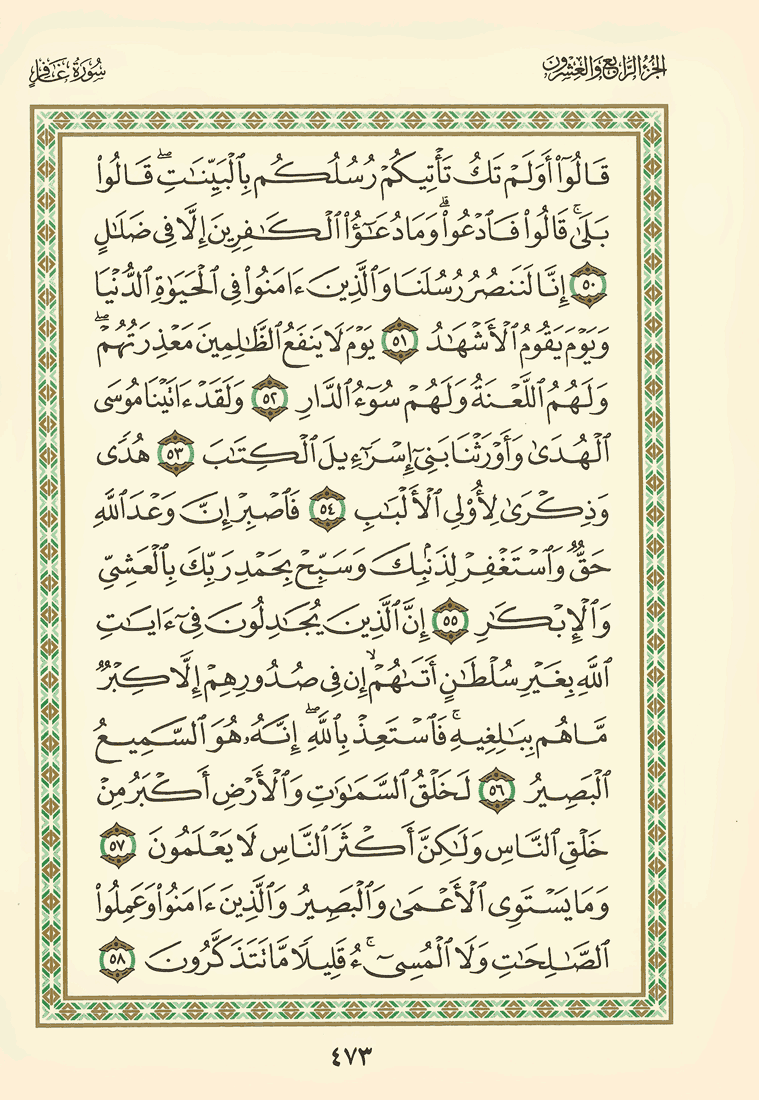 الجزء الرابع والعشرون
سورة غافر
قَالُوٓا۟ أَوَلَمْ تَكُ تَأْتِيكُمْ رُسُلُكُم بِٱلْبَيِّنَـٰتِ ۖ قَالُوا۟
بَلَىٰ ۚ قَالُوا۟ فَٱدْعُوا۟ ۗ وَمَا دُعَـٰٓؤُا۟ ٱلْكَـٰفِرِينَ إِلَّا فِى ضَلَـٰلٍ
٥٠ إِنَّا لَنَنصُرُ رُسُلَنَا وَٱلَّذِينَ ءَامَنُوا۟ فِى ٱلْحَيَوٰةِ ٱلدُّنْيَا
وَيَوْمَ يَقُومُ ٱلْأَشْهَـٰدُ ٥١ يَوْمَ لَا يَنفَعُ ٱلظَّـٰلِمِينَ مَعْذِرَتُهُمْ ۖ
وَلَهُمُ ٱللَّعْنَةُ وَلَهُمْ سُوٓءُ ٱلدَّارِ ٥٢ وَلَقَدْ ءَاتَيْنَا مُوسَى
ٱلْهُدَىٰ وَأَوْرَثْنَا بَنِىٓ إِسْرَٰٓءِيلَ ٱلْكِتَـٰبَ ٥٣ هُدًى
وَذِكْرَىٰ لِأُو۟لِى ٱلْأَلْبَـٰبِ ٥٤ فَٱصْبِرْ إِنَّ وَعْدَ ٱللَّهِ
حَقٌّ وَٱسْتَغْفِرْ لِذَنۢبِكَ وَسَبِّحْ بِحَمْدِ رَبِّكَ بِٱلْعَشِىِّ
وَٱلْإِبْكَـٰرِ ٥٥ إِنَّ ٱلَّذِينَ يُجَـٰدِلُونَ فِىٓ ءَايَـٰتِ
ٱللَّهِ بِغَيْرِ سُلْطَـٰنٍ أَتَىٰهُمْ ۙ إِن فِى صُدُورِهِمْ إِلَّا كِبْرٌ
مَّا هُم بِبَـٰلِغِيهِ ۚ فَٱسْتَعِذْ بِٱللَّهِ ۖ إِنَّهُۥ هُوَ ٱلسَّمِيعُ
ٱلْبَصِيرُ ٥٦ لَخَلْقُ ٱلسَّمَـٰوَٰتِ وَٱلْأَرْضِ أَكْبَرُ مِنْ
خَلْقِ ٱلنَّاسِ وَلَـٰكِنَّ أَكْثَرَ ٱلنَّاسِ لَا يَعْلَمُونَ ٥٧
وَمَا يَسْتَوِى ٱلْأَعْمَىٰ وَٱلْبَصِيرُ وَٱلَّذِينَ ءَامَنُوا۟ وَعَمِلُوا۟
ٱلصَّـٰلِحَـٰتِ وَلَا ٱلْمُسِىٓءُ ۚ قَلِيلًا مَّا تَتَذَكَّرُونَ ٥٨
٤٧٣